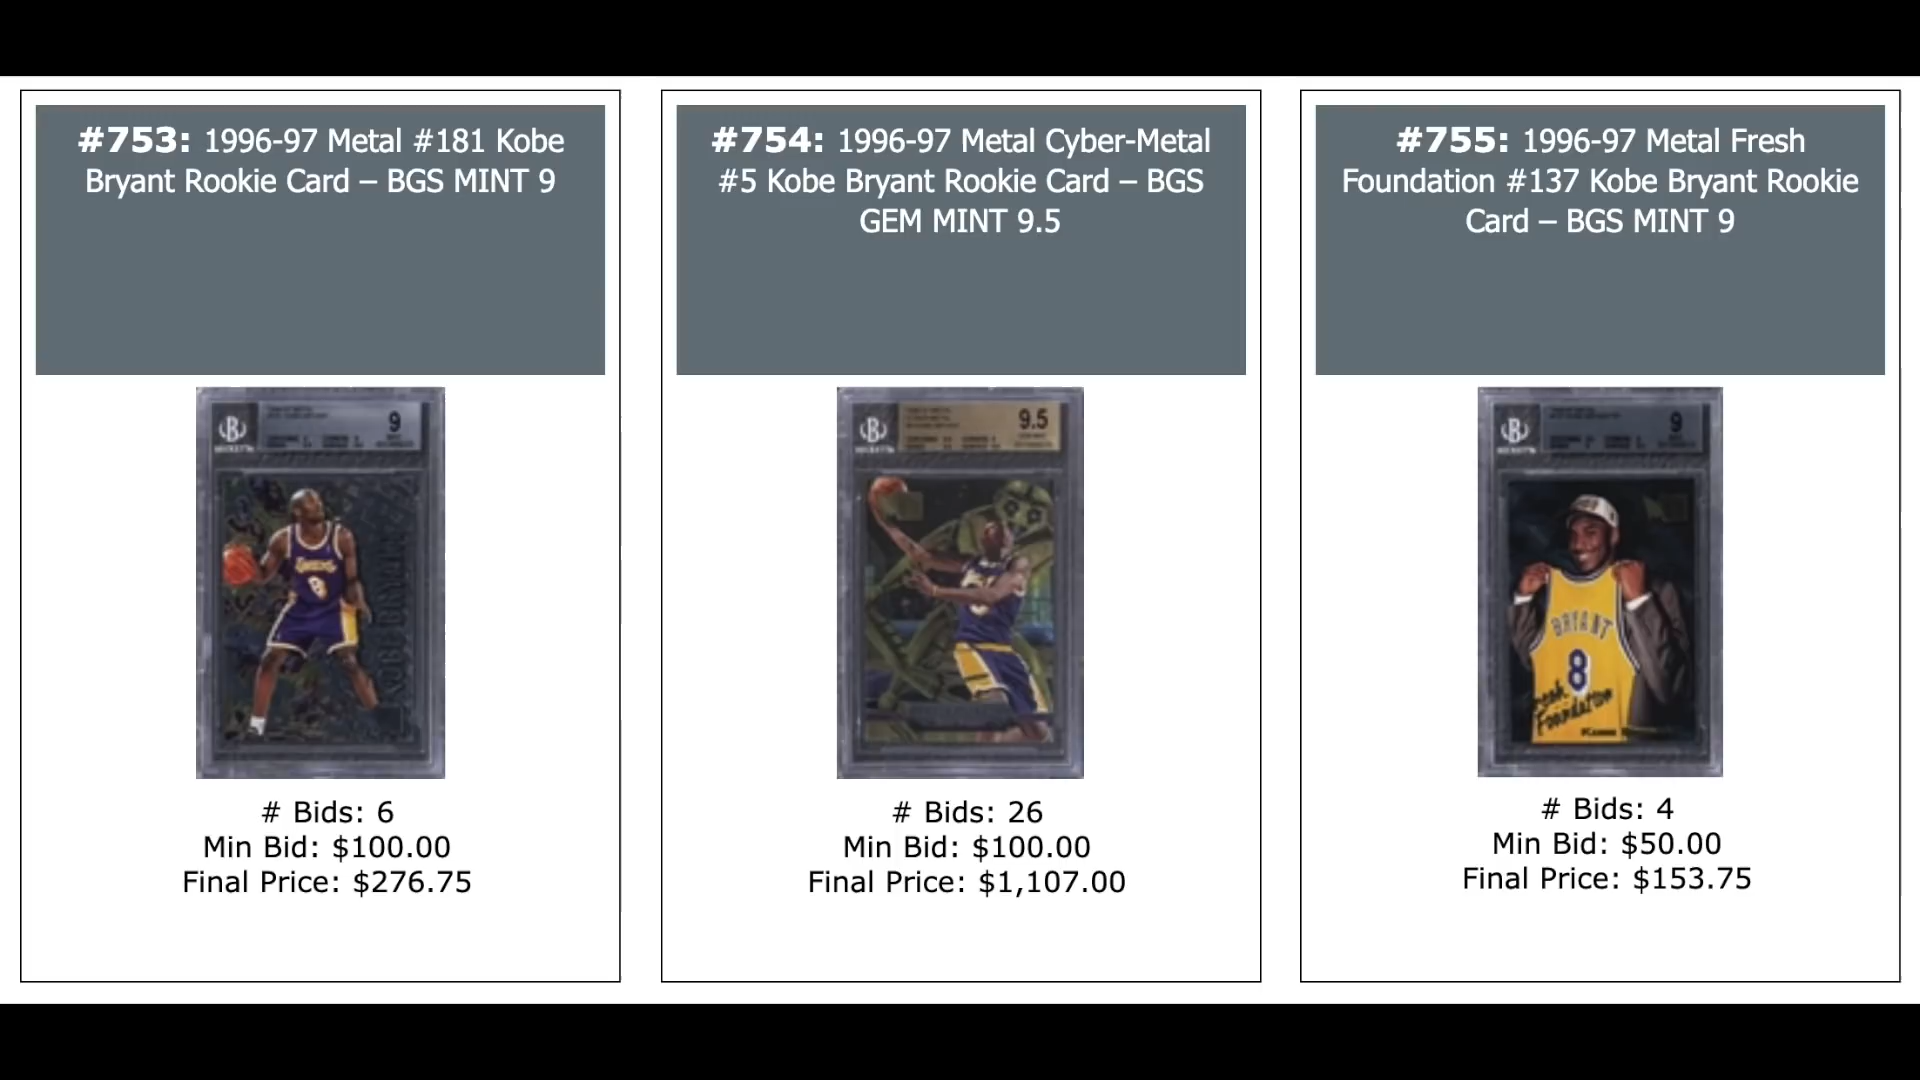 #753: 1996-97 Metal #181 Kobe
Bryant Rookie Card – BGS MINT 9
9
KOBE BRYANT
8
# Bids: 6
Min Bid: $100.00
Final Price: $276.75
#754: 1996-97 Metal Cyber-Metal
#5 Kobe Bryant Rookie Card – BGS
GEM MINT 9.5
9.5
# Bids: 26
Min Bid: $100.00
Final Price: $1,107.00
#755: 1996-97 Metal Fresh
Foundation #137 Kobe Bryant Rookie
Card – BGS MINT 9
9
BRYANT
8
Fresh
Foundation
# Bids: 4
Min Bid: $50.00
Final Price: $153.75